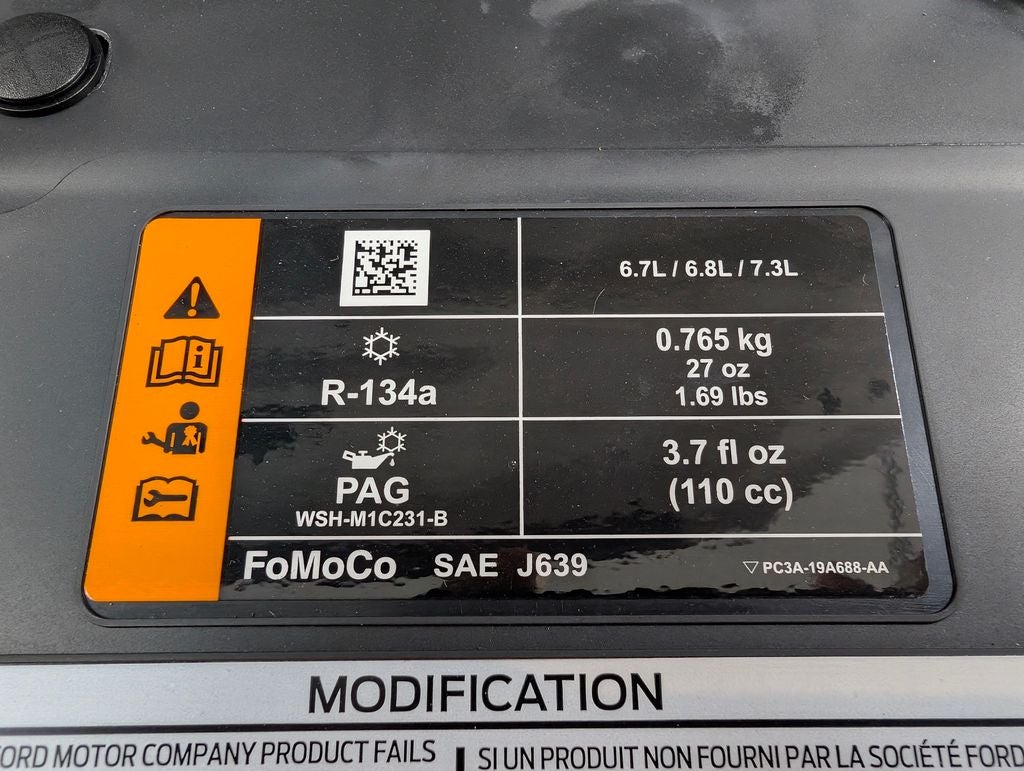 6.7L / 6.8L / 7.3L
R-134a
0.765 kg
27 oz
1.69 lbs
PAG
WSH-M1C231-B
3.7 fl oz
(110 cc)
FoMoCo SAE J639
PC3A-19A688-AA
MODIFICATION
MOTOR COMPANY PRODUCT FAILS
SI UN PRODUIT NON FOURNI PAR LA SOCIÉTÉ FORD